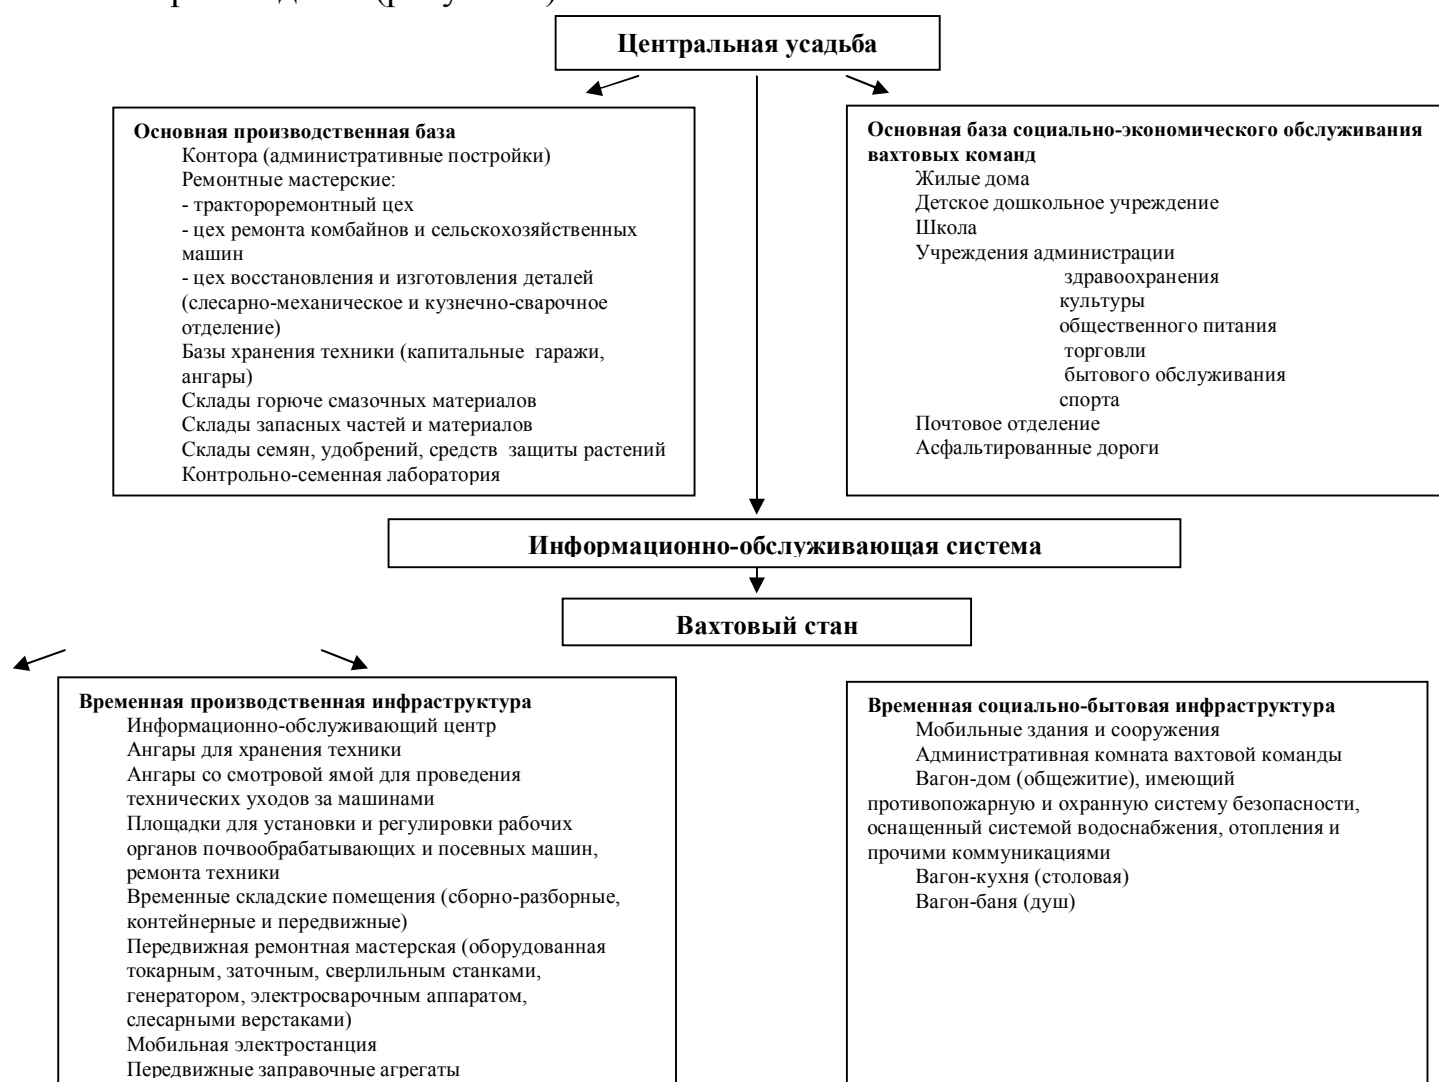 Центральная усадьба
Основная производственная база
Контора (административные постройки)
Ремонтные мастерские:
- тракторемонтный цех
- цех ремонта комбайнов и сельскохозяйственных
машин
- цех восстановления и изготовления деталей
(слесарно-механическое и кузнечно-сварочное
отделение)
Базы хранения техники (капитальные гаражи,
ангары)
Склады горюче смазочных материалов
Склады запасных частей и материалов
Склады семян, удобрений, средств защиты растений
Контрольно-семенная лаборатория
Основная база социально-экономического обслуживания
вахтовых команд
Жилые дома
Детское дошкольное учреждение
Школа
Учреждения администрации
здравоохранения
культуры
общественного питания
торговли
бытового обслуживания
спорта
Почтовое отделение
Асфальтированные дороги
Информационно-обслуживающая система
Вахтовый стан
Временная производственная инфраструктура
Информационно-обслуживающий центр
Ангары для хранения техники
Ангары со смотровой ямой для проведения
технических уходов за машинами
Площадки для установки и регулировки рабочих
органов почвообрабатывающих и посевных машин,
ремонта техники
Временные складские помещения (сборно-разборные,
контейнерные и передвижные)
Передвижная ремонтная мастерская (оборудованная
токарным, заточным, сверлильным станками,
генератором, электросварочным аппаратом,
слесарными верстаками)
Мобильная электростанция
Передвижные заправочные агрегаты
Временная социально-бытовая инфраструктура
Мобильные здания и сооружения
Административная комната вахтовой команды
Вагон-дом (общежитие), имеющий
противопожарную и охранную систему безопасности,
оснащенный системой водоснабжения, отопления и
прочими коммуникациями
Вагон-кухня (столовая)
Вагон-баня (душ)